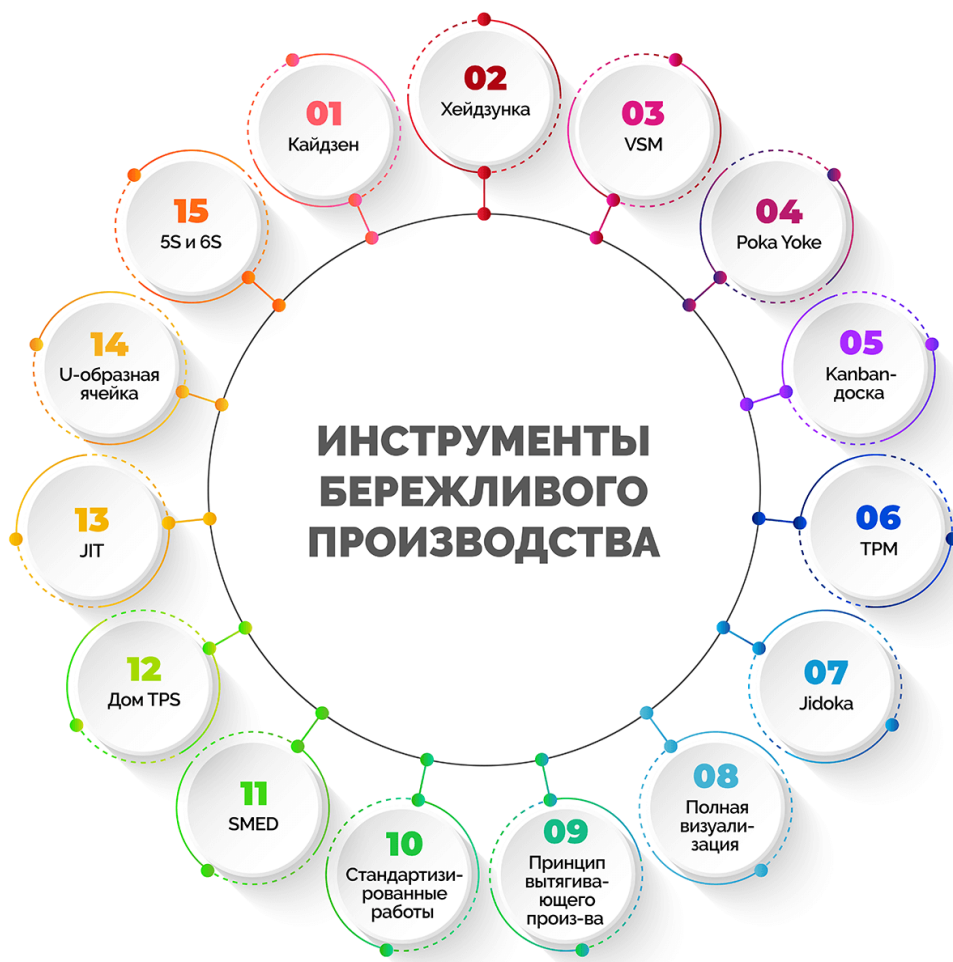 ИНСТРУМЕНТЫ
БЕРЕЖЛИВОГО
ПРОИЗВОДСТВА
01
Кайдзен
02
Хейдзунка
03
VSM
04
Poka Yoke
05
Kanban-
доска
06
TPM
07
Jidoka
08
Полная
визуали-
зация
09
Принцип
вытягива-
ющего
произ-ва
10
Стандартизи-
рованные
работы
11
SMED
12
Дом TPS
13
JIT
14
U-образная
ячейка
15
5S и 6S